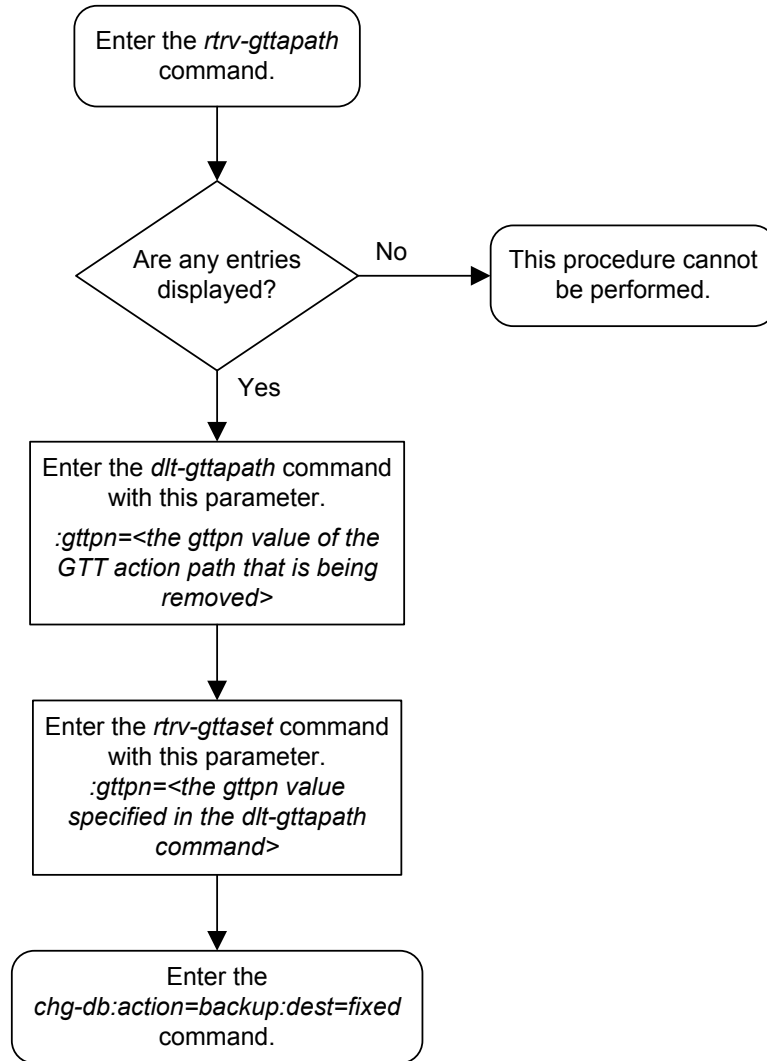 Enter the rtrv-gttapath
command.
Are any entries
displayed?
No
This procedure cannot
be performed.
Yes
Enter the dlt-gttapath command
with this parameter.
:gttpn=<the gttpn value of the
GTT action path that is being
removed>
Enter the rtrv-gttaset command
with this parameter.
:gttpn=<the gttpn value
specified in the dlt-gttapath
command>
Enter the
chg-db:action=backup:dest=fixed
command.